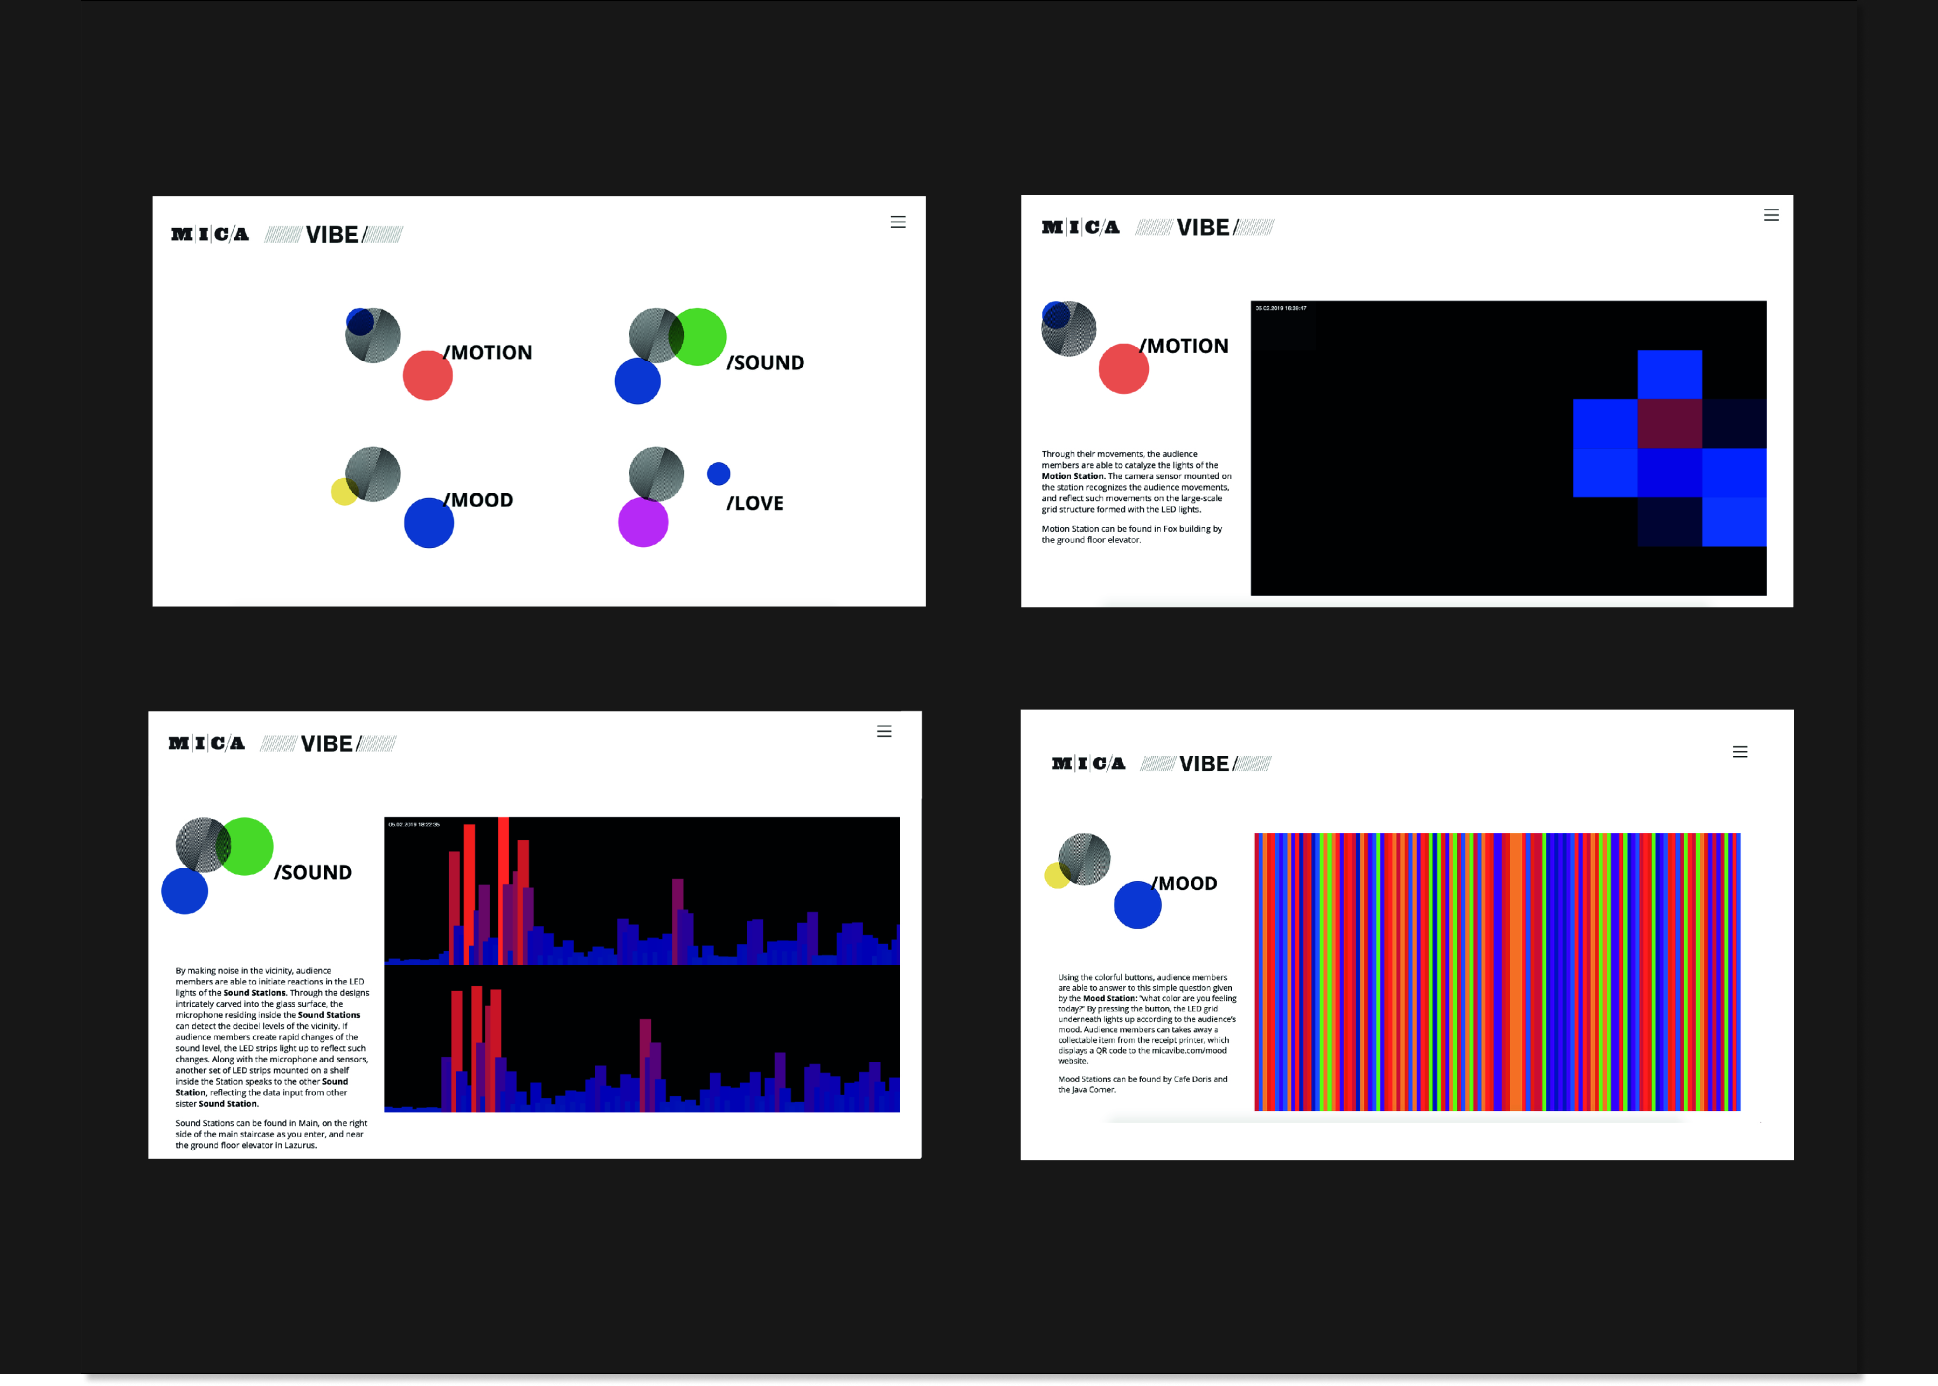 M|I|C/A VIBE/
/MOTION
/SOUND
/MOOD
/LOVE
M|I|C/A VIBE/
/MOTION
05.02.2019 16:39:47
Through their movements, the audience
members are able to catalyze the lights of the
Motion Station. The camera sensor mounted on
the station recognizes the audience movements,
and reflect such movements on the large-scale
grid structure formed with the LED lights.
Motion Station can be found in Fox building by
the ground floor elevator.
M|I|C/A VIBE/
/SOUND
By making noise in the vicinity, audience
members are able to initiate reactions in the LED
lights of the Sound Stations. Through the designs
intricately carved into the glass surface, the
microphone residing inside the Sound Stations
can detect the decibel levels of the vicinity. If
audience members create rapid changes of the
sound level, the LED strips light up to reflect such
changes. Along with the microphone and sensors,
another set of LED strips mounted on a shelf
inside the Station speaks to the other Sound
Station, reflecting the data input from other
sister Sound Station.
Sound Stations can be found in Main, on the right
side of the main staircase as you enter, and near
the ground floor elevator in Lazurus.
M|I|C/A VIBE/
/MOOD
Using the colorful buttons, audience members
are able to answer to this simple question given
by the Mood Station: "what color are you feeling
today?" By pressing the button, the LED grid
underneath lights up according to the audience's
mood. Audience members can takes away a
collectable item from the receipt printer, which
displays a QR code to the micavibe.com/mood
website.
Mood Stations can be found by Cafe Doris and
the Java Corner.